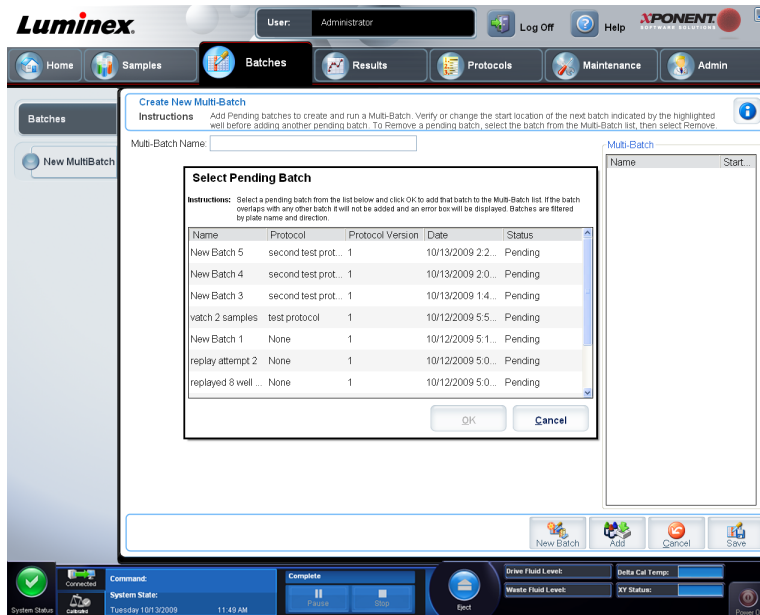 Luminex.
User: Administrator
Log Off
Help
XPONENT.
SOFTWARE SOLUTIONS
Home
Samples
Batches
Results
Protocols
Maintenance
Admin
Batches
New MultiBatch
Create New Multi-Batch
Instructions Add Pending batches to create and run a Multi-Batch. Verify or change the start location of the next batch indicated by the highlighted
well before adding another pending batch. To Remove a pending batch, select the batch from the Multi-Batch list, then select Remove.
Multi-Batch Name:
Multi-Batch
Name Start...
Select Pending Batch
Instructions: Select a pending batch from the list below and click OK to add that batch to the Multi-Batch list. If the batch
overlaps with any other batch it will not be added and an error box will be displayed. Batches are filtered
by plate name and direction.
Name Protocol Protocol Version Date Status
New Batch 5 second test prot... 1 10/13/2009 2:2... Pending
New Batch 4 second test prot... 1 10/13/2009 2:0... Pending
New Batch 3 second test prot... 1 10/13/2009 1:4... Pending
vatch 2 samples test protocol 1 10/12/2009 5:5... Pending
New Batch 1 None 1 10/12/2009 5:1... Pending
replay attempt 2 None 1 10/12/2009 5:0... Pending
replayed 8 well ... None 1 10/12/2009 5:0... Pending
OK
Cancel
New Batch
Add
Cancel
Save
System Status
Connected
Calibrated
Command:
System State:
Tuesday 10/13/2009 11:49 AM
Complete
Pause
Stop
Eject
Drive Fluid Level:
Waste Fluid Level:
Delta Cal Temp:
XY Status: